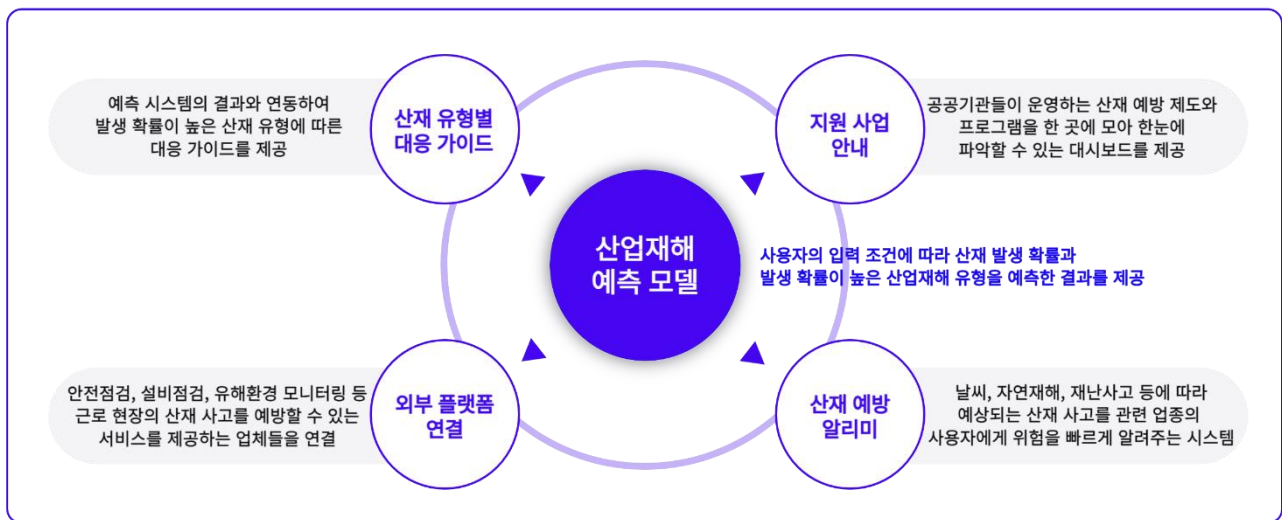 예측 시스템의 결과와 연동하여
발생 확률이 높은 산재 유형에 따른
대응 가이드를 제공
산재 유형별
대응 가이드
지원 사업
안내
공공기관들이 운영하는 산재 예방 제도와
프로그램을 한 곳에 모아 한눈에
파악할 수 있는 대시보드를 제공
산업재해
예측 모델
사용자의 입력 조건에 따라 산재 발생 확률과
발생 확률이 높은 산업재해 유형을 예측한 결과를 제공
안전점검, 설비점검, 유해환경 모니터링 등
근로 현장의 산재 사고를 예방할 수 있는
서비스를 제공하는 업체들을 연결
외부 플랫폼
연결
산재 예방
알리미
날씨, 자연재해, 재난사고 등에 따라
예상되는 산재 사고를 관련 업종의
사용자에게 위험을 빠르게 알려주는 시스템